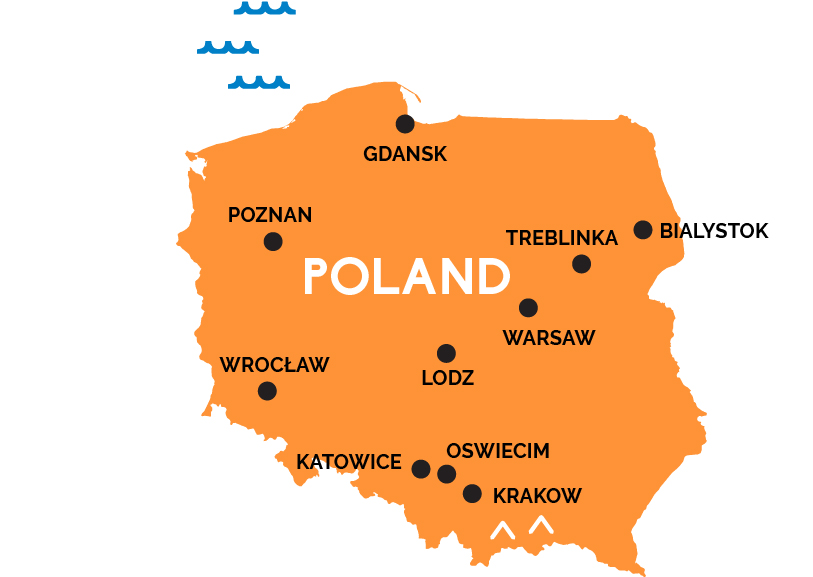 GDANSK
POZNAN
BIALYSTOK
TREBLINKA
POLAND
WARSAW
WROCŁAW
LODZ
OSWIECIM
KATOWICE
KRAKOW